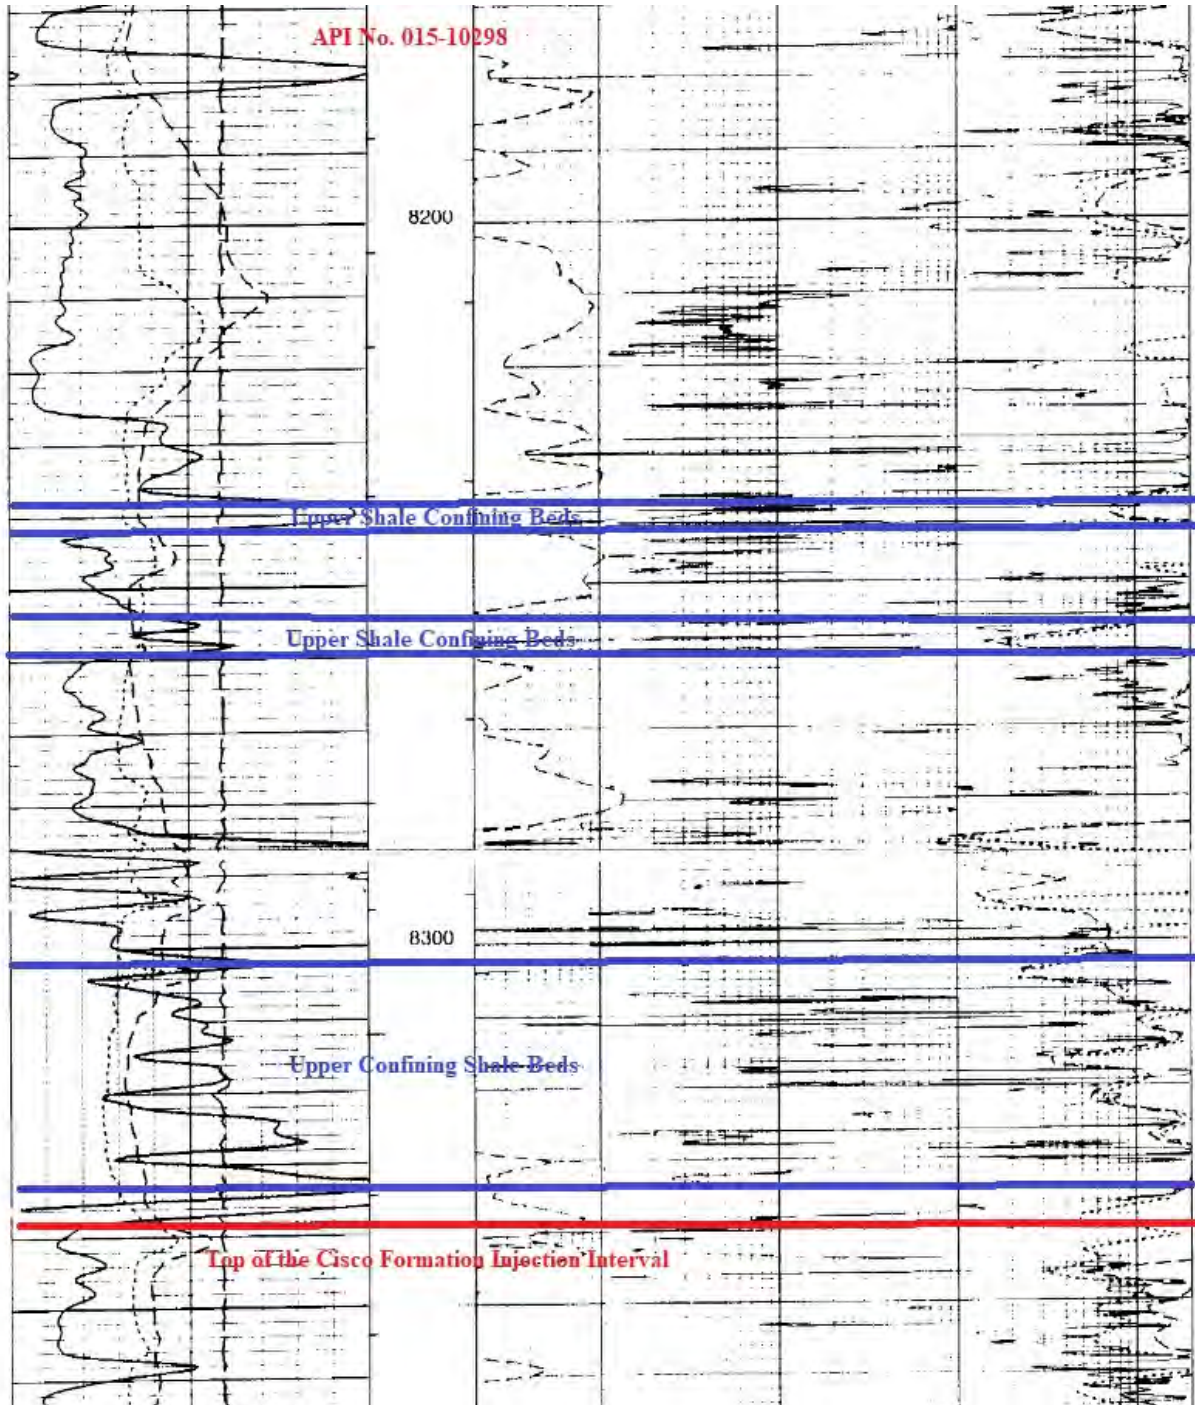 API No. 015-10298
8200
Upper Shale Confining Beds
Upper Shale Confining Beds
8300
Upper Confining Shale Beds
Top of the Cisco Formation Injection Interval